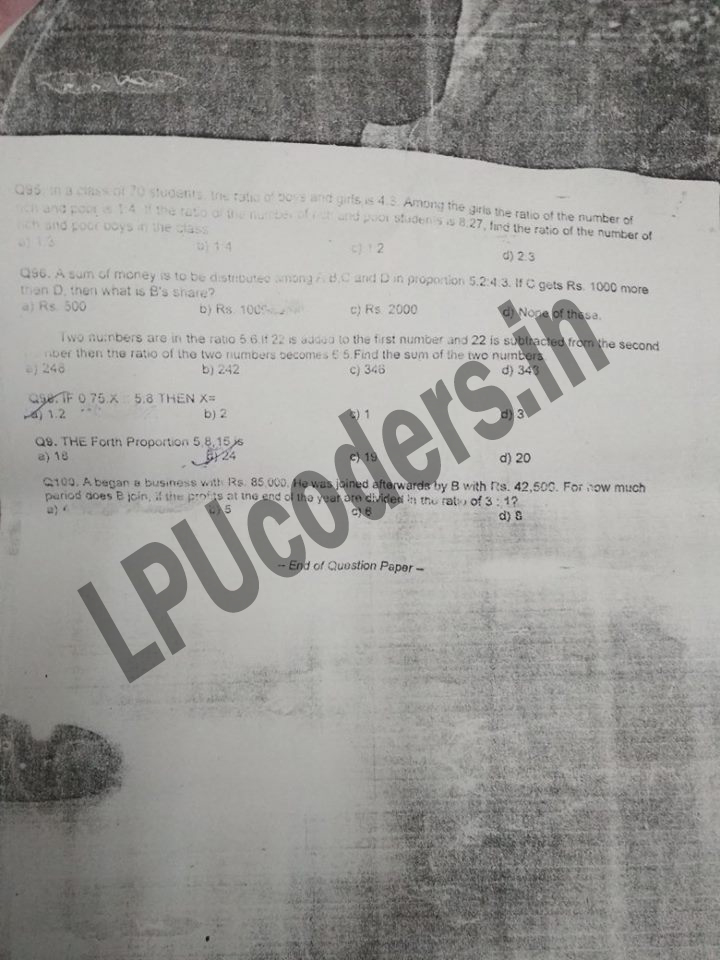 Q95. In a class of 70 students, the ratio of boys and girls is 4:3. Among the girls the ratio of the number of
rich and poor is 1:4. If the ratio of the number of rich and poor students is 8:27, find the ratio of the number of
rich and poor boys in the class
a) 1:3 b) 1:4 c) 1:2 d) 2:3
Q96. A sum of money is to be distributed among A,B,C and D in proportion 5:2:4:3. If C gets Rs. 1000 more
than D, then what is B's share?
a) Rs. 500 b) Rs. c) Rs. 2000 d) None of these.
Two numbers are in the ratio 5:6.If 22 is added to the first number and 22 is subtracted from the second
then the ratio of the two numbers becomes 6:5.Find the sum of the two numbers
a) 246 b) 242 c) 346 d) 343
Q98. IF 0.75:X :: 5:8 THEN X=
a) 1.2 b) 2 c) 1 d) 3
Q9. THE Forth Proportion 5,8,15 is
a) 18 b) 24 c) 19 d) 20
Q100. A began a business with Rs. 85,000. He was joined afterwards by B with Rs. 42,500. For how much
period does B join, if the profits at the end of the year are divided in the ratio of 3 : 1?
a) b) 5 c) 6 d) 8
-- End of Question Paper --
LPUcoders.in